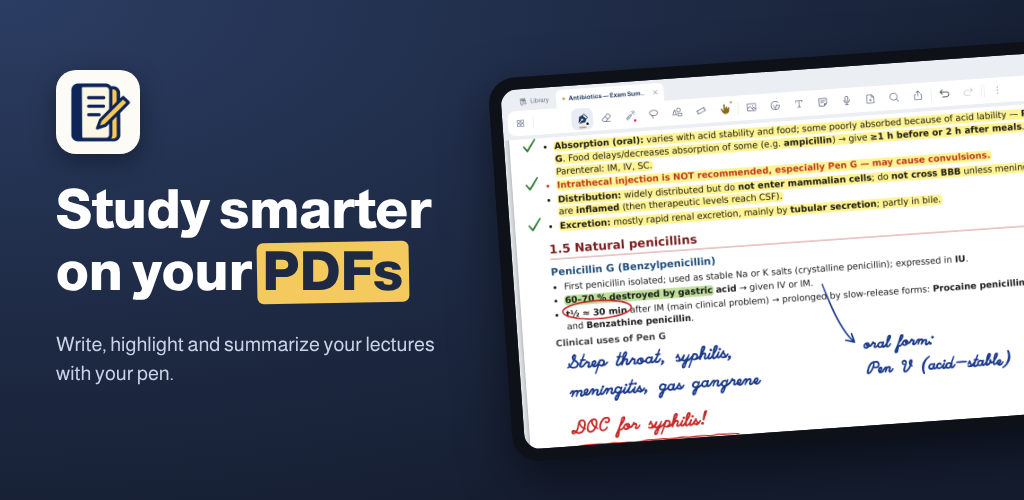 Study smarter
on your PDFs
Write, highlight and summarize your lectures
with your pen.
Library
Antibiotics — Exam Sum...
• Absorption (oral): varies with acid stability and food; some poorly absorbed because of acid lability —
G. Food delays/decreases absorption of some (e.g. ampicillin) → give ≥1 h before or 2 h after meals.
Parenteral: IM, IV, SC.
• Intrathecal injection is NOT recommended, especially Pen G — may cause convulsions.
• Distribution: widely distributed but do not enter mammalian cells; do not cross BBB unless
are inflamed (then therapeutic levels reach CSF).
• Excretion: mostly rapid renal excretion, mainly by tubular secretion; partly in bile.
1.5 Natural penicillins
Penicillin G (Benzylpenicillin)
• First penicillin isolated; used as stable Na or K salts (crystalline penicillin); expressed in IU.
• 60–70 % destroyed by gastric acid → given IV or IM.
• t½ ≈ 30 min after IM (main clinical problem) → prolonged by slow-release forms: Procaine penicillin
and Benzathine penicillin.
Clinical uses of Pen G
Strep throat, syphilis,
meningitis, gas gangrene
DOC for syphilis!
oral form:
Pen V (acid-stable)